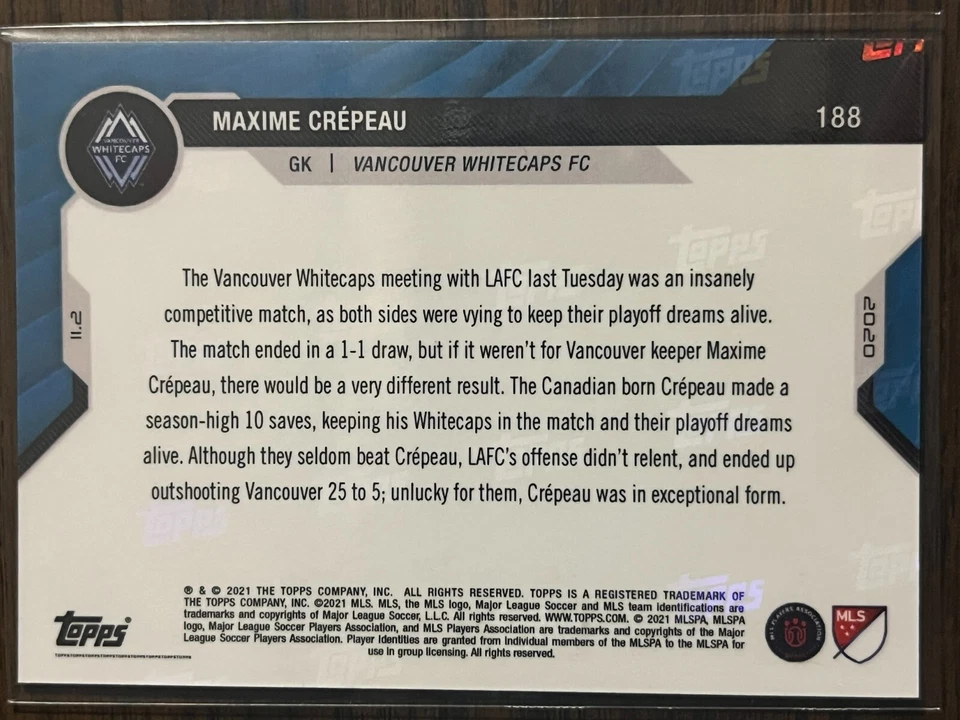 MAXIME CRÉPEAU
188
VANCOUVER
WHITECAPS
FC
GK | VANCOUVER WHITECAPS FC
11.2
2020
The Vancouver Whitecaps meeting with LAFC last Tuesday was an insanely
competitive match, as both sides were vying to keep their playoff dreams alive.
The match ended in a 1-1 draw, but if it weren't for Vancouver keeper Maxime
Crépeau, there would be a very different result. The Canadian born Crépeau made a
season-high 10 saves, keeping his Whitecaps in the match and their playoff dreams
alive. Although they seldom beat Crépeau, LAFC's offense didn't relent, and ended up
outshooting Vancouver 25 to 5; unlucky for them, Crépeau was in exceptional form.
® & © 2021 THE TOPPS COMPANY, INC. ALL RIGHTS RESERVED. TOPPS IS A REGISTERED TRADEMARK OF
THE TOPPS COMPANY, INC. ©2021 MLS. MLS, the MLS logo, Major League Soccer and MLS team identifications are
trademarks and copyrights of Major League Soccer, L.L.C. All rights reserved. WWW.TOPPS.COM. © 2021 MLSPA, MLSPA
logo, Major League Soccer Players Association, and MLS Players Association are trademarks and copyrights of the Major
League Soccer Players Association. Player Identities are granted from individual members of the MLSPA to the MLSPA for
use in group licensing. All rights reserved.
Topps
MLS